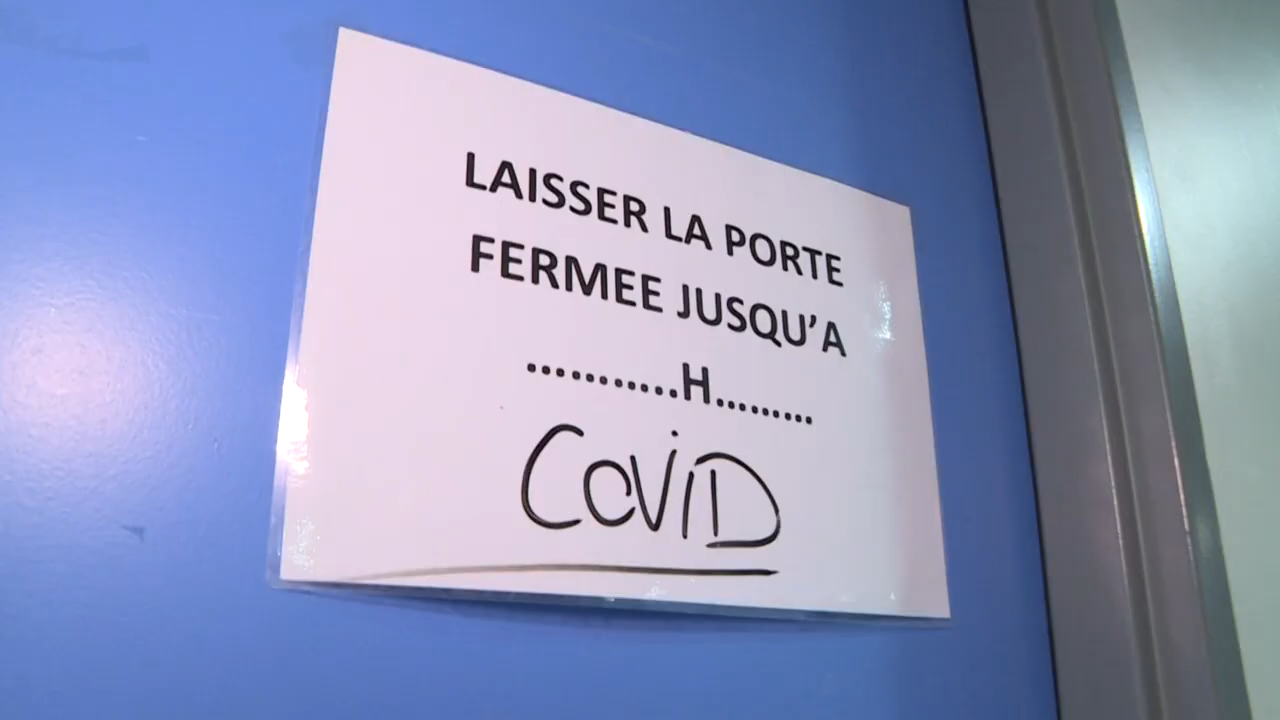 LAISSER LA PORTE
FERMEE JUSQU'A
...........H.........
COViD